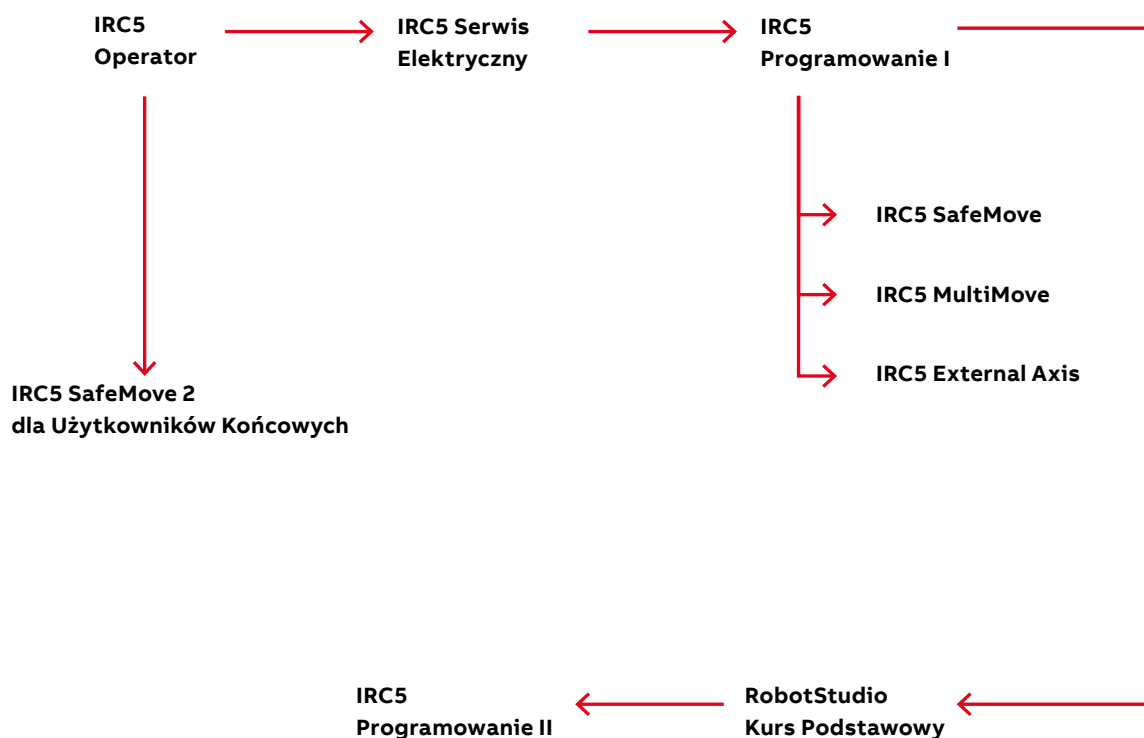 IRC5
Operator
IRC5 Serwis
Elektryczny
IRC5
Programowanie I
IRC5 SafeMove
IRC5 MultiMove
IRC5 External Axis
IRC5 SafeMove 2
dla Użytkowników Końcowych
IRC5
Programowanie II
RobotStudio
Kurs Podstawowy